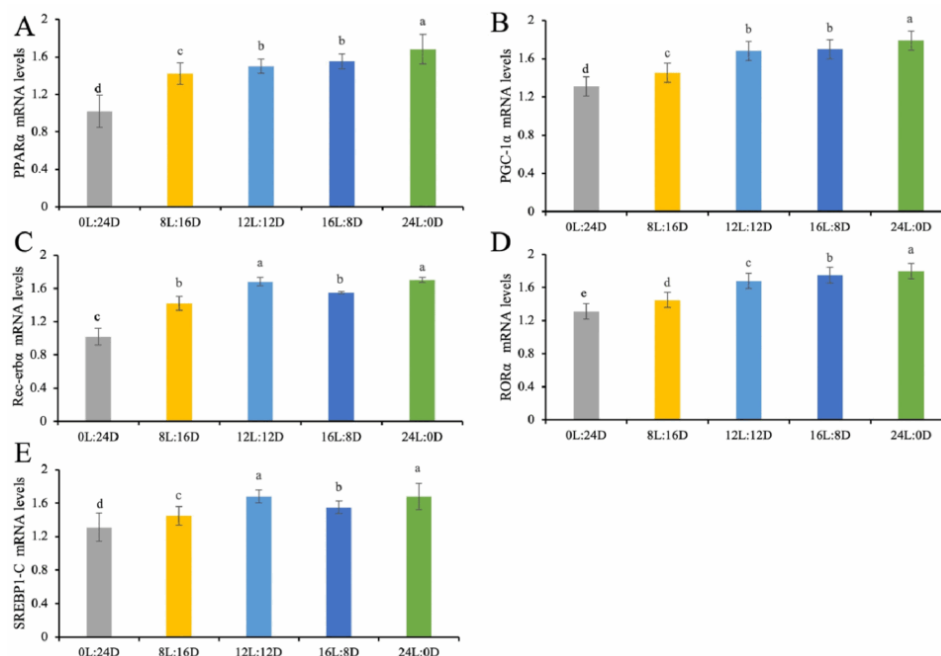 A
PPARα mRNA levels
2
1.6
1.2
0.8
0.4
0
d
c
b
b
a
0L:24D 8L:16D 12L:12D 16L:8D 24L:0D
B
PGC-1α mRNA levels
2
1.6
1.2
0.8
0.4
0
d
c
b
b
a
0L:24D 8L:16D 12L:12D 16L:8D 24L:0D
C
Rec-erbα mRNA levels
2
1.6
1.2
0.8
0.4
0
c
b
a
b
a
0L:24D 8L:16D 12L:12D 16L:8D 24L:0D
D
RORα mRNA levels
2
1.6
1.2
0.8
0.4
0
e
d
c
b
a
0L:24D 8L:16D 12L:12D 16L:8D 24L:0D
E
SREBP1-C mRNA levels
2
1.6
1.2
0.8
0.4
0
d
c
a
b
a
0L:24D 8L:16D 12L:12D 16L:8D 24L:0D